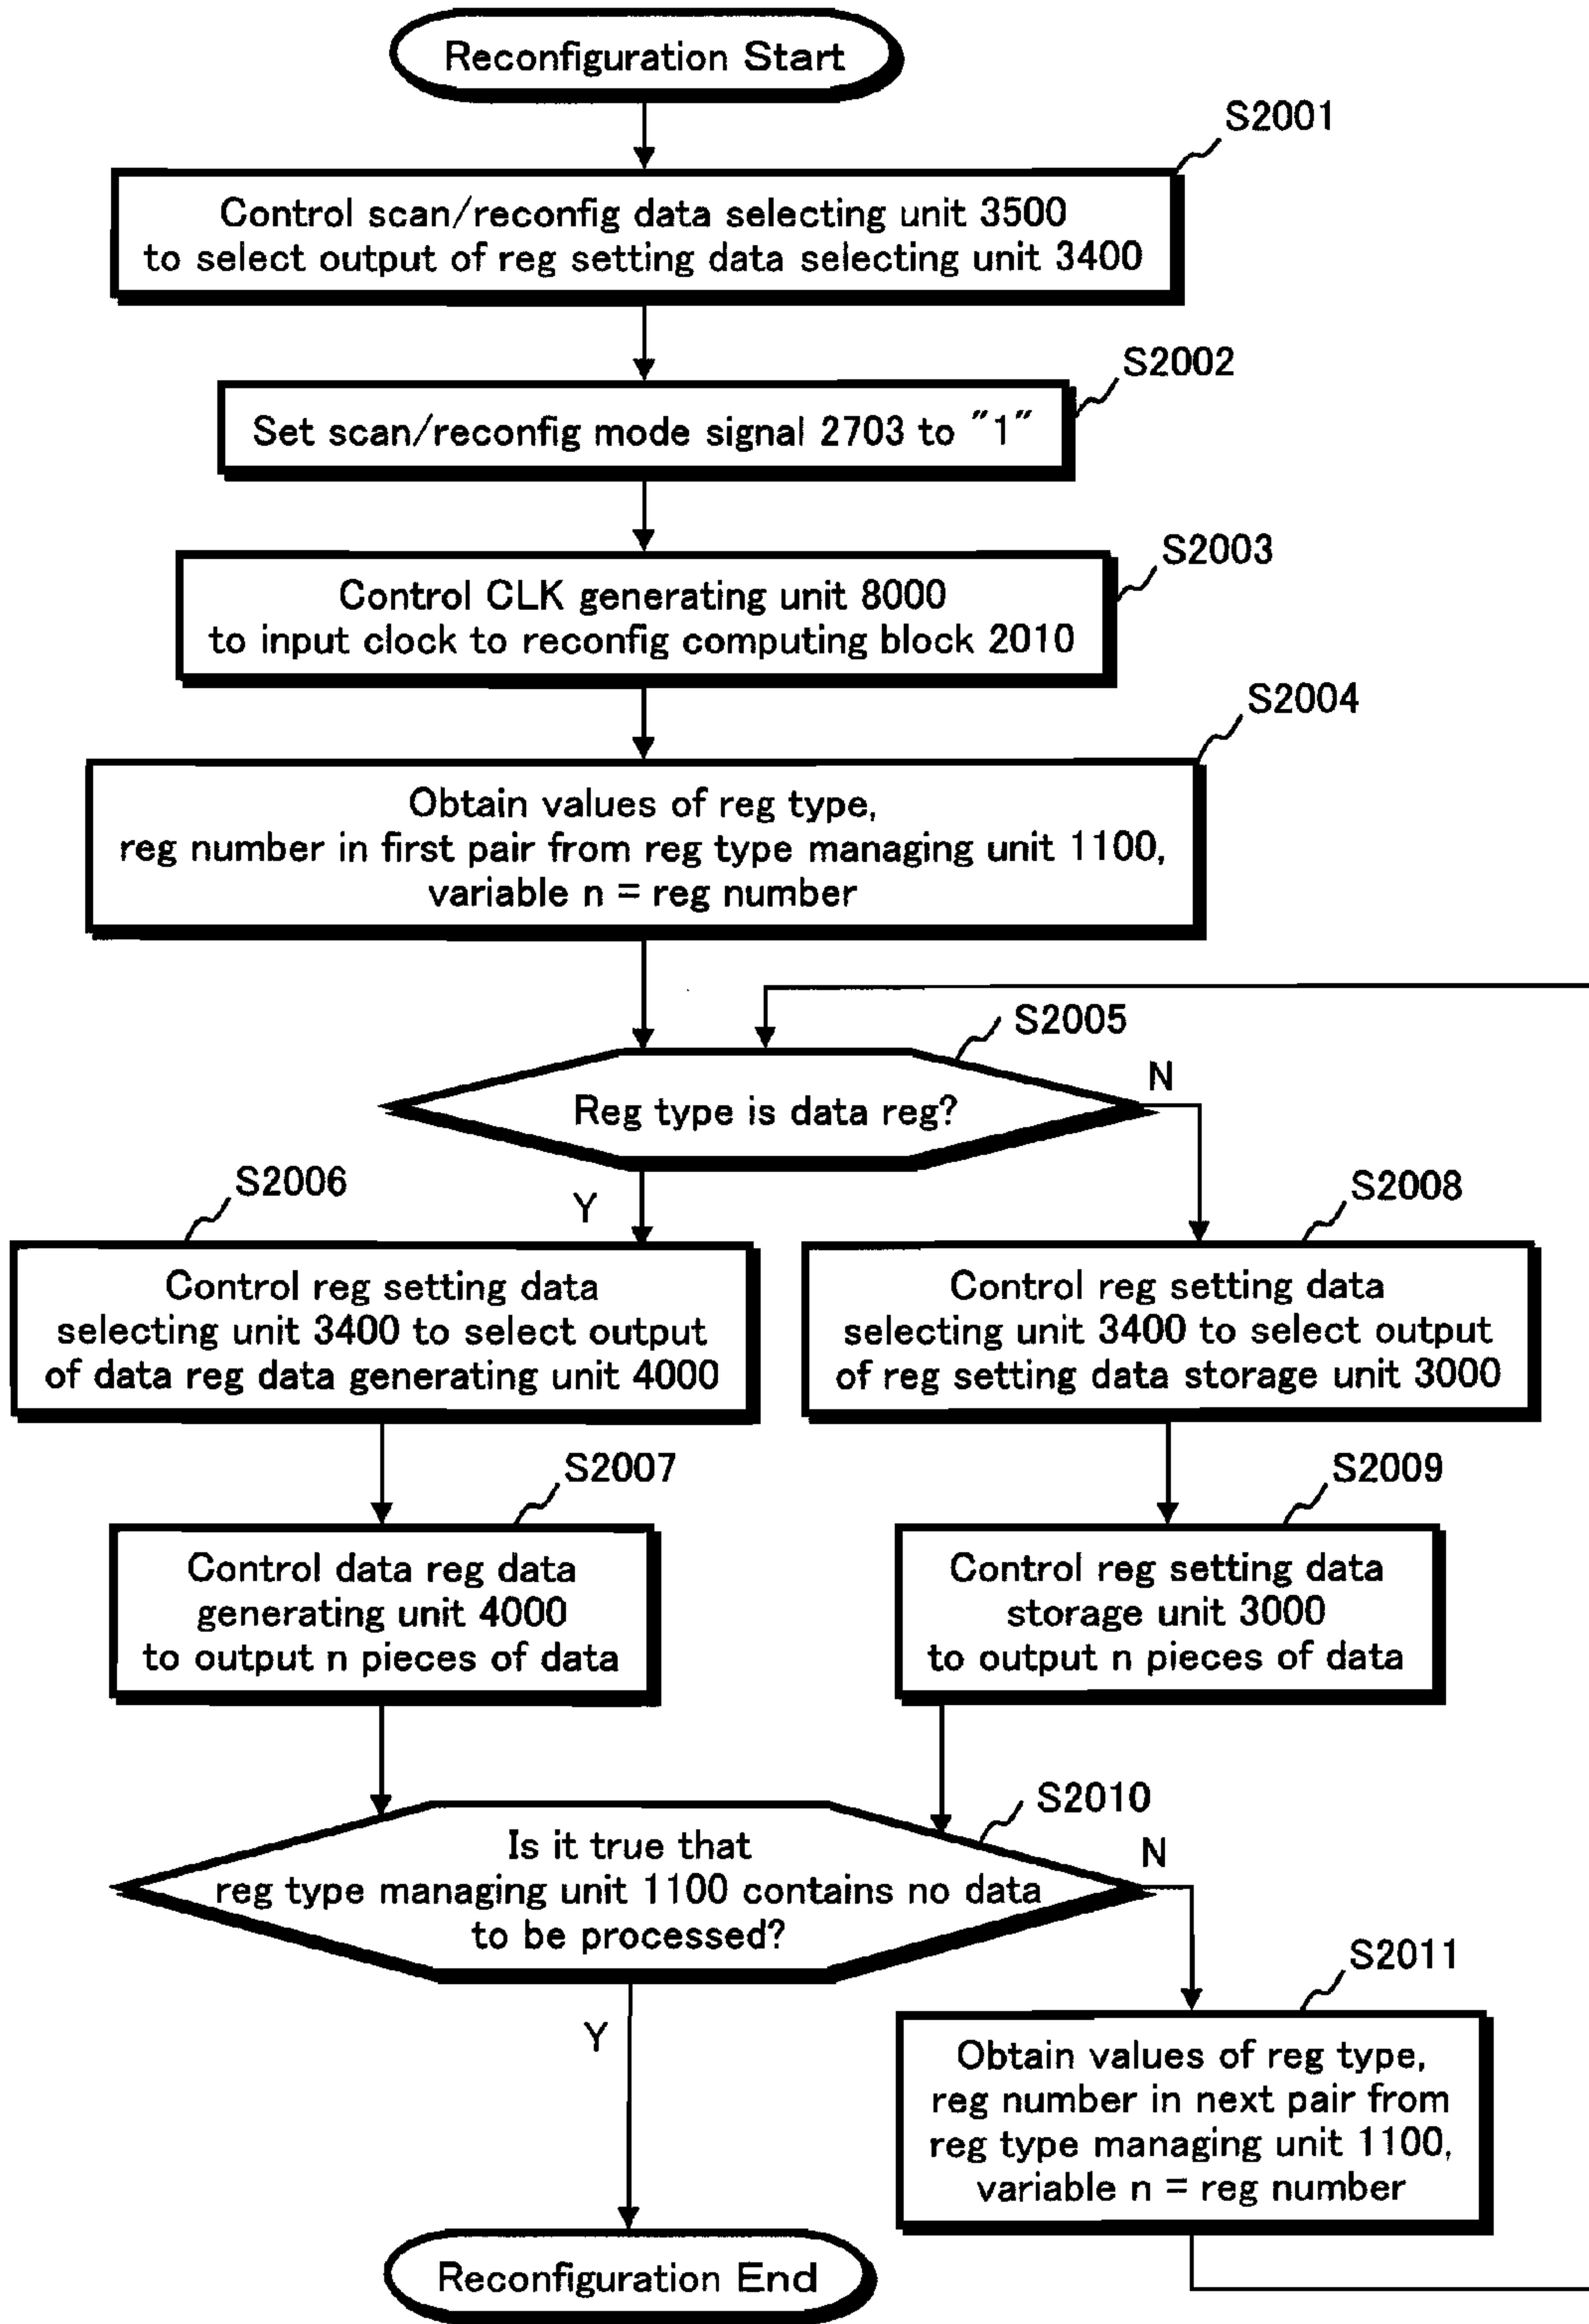 Reconfiguration Start
S2001
Control scan/reconfig data selecting unit 3500
to select output of reg setting data selecting unit 3400
S2002
Set scan/reconfig mode signal 2703 to "1"
S2003
Control CLK generating unit 8000
to input clock to reconfig computing block 2010
S2004
Obtain values of reg type,
reg number in first pair from reg type managing unit 1100,
variable n = reg number
S2005
Reg type is data reg?
N
Y
S2006
Control reg setting data
selecting unit 3400 to select output
of data reg data generating unit 4000
S2008
Control reg setting data
selecting unit 3400 to select output
of reg setting data storage unit 3000
S2007
Control data reg data
generating unit 4000
to output n pieces of data
S2009
Control reg setting data
storage unit 3000
to output n pieces of data
S2010
Is it true that
reg type managing unit 1100 contains no data
to be processed?
N
Y
S2011
Obtain values of reg type,
reg number in next pair from
reg type managing unit 1100,
variable n = reg number
Reconfiguration End